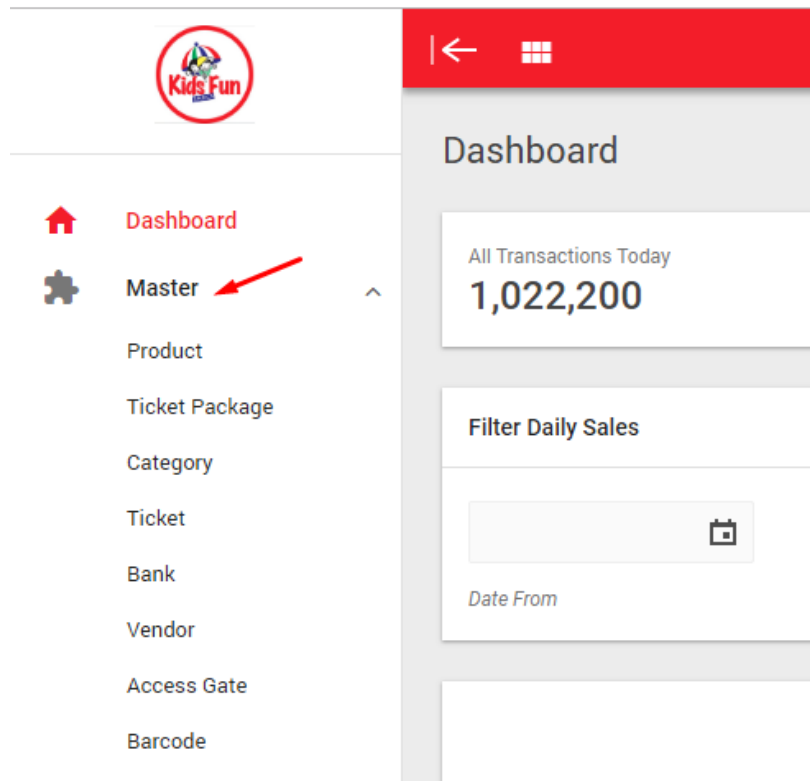 Kids Fun
Dashboard
Master
Product
Ticket Package
Category
Ticket
Bank
Vendor
Access Gate
Barcode
Dashboard
All Transactions Today
1,022,200
Filter Daily Sales
Date From